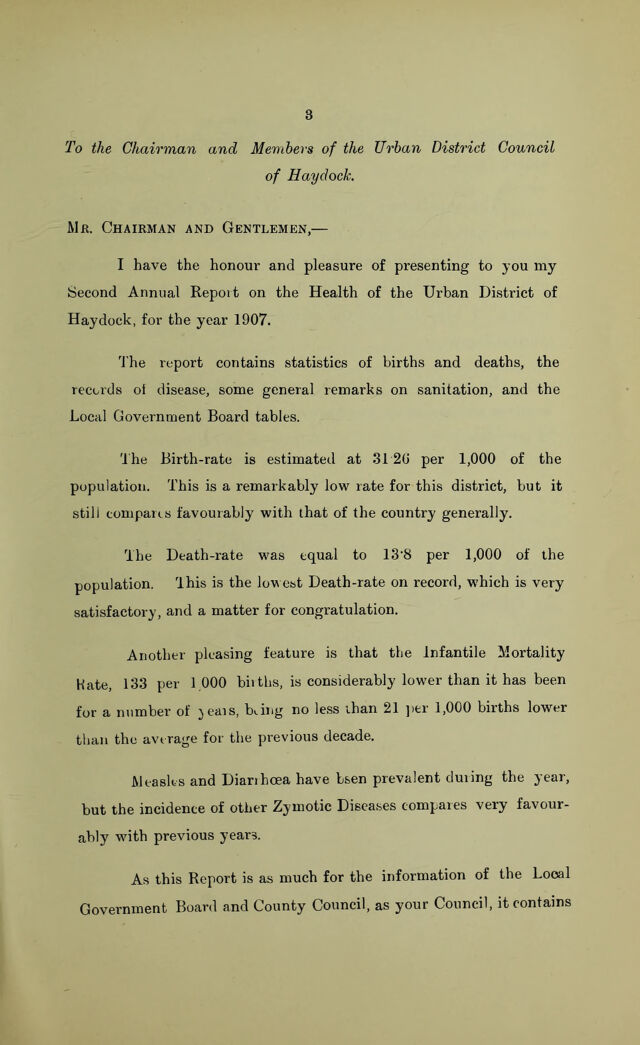 3
To the Chairman and Members of the Urban District Council
of Haydock.
MR. CHAIRMAN AND GENTLEMEN,—
I have the honour and pleasure of presenting to you my
Second Annual Report on the Health of the Urban District of
Haydock, for the year 1907.
The report contains statistics of births and deaths, the
records of disease, some general remarks on sanitation, and the
Local Government Board tables.
The Birth-rate is estimated at 31·26 per 1,000 of the
population. This is a remarkably low rate for this district, but it
still compares favourably with that of the country generally.
The Death-rate was equal to 13·8 per 1,000 of the
population. This is the lowest Death-rate on record, which is very
satisfactory, and a matter for congratulation.
Another pleasing feature is that the Infantile Mortality
Rate, 133 per 1,000 births, is considerably lower than it has been
for a number of years, being no less than 21 per 1,000 births lower
than the average for the previous decade.
Measles and Diarrhœa have been prevalent during the year,
but the incidence of other Zymotic Diseases compares very favour-
ably with previous years.
As this Report is as much for the information of the Local
Government Board and County Council, as your Council, it contains